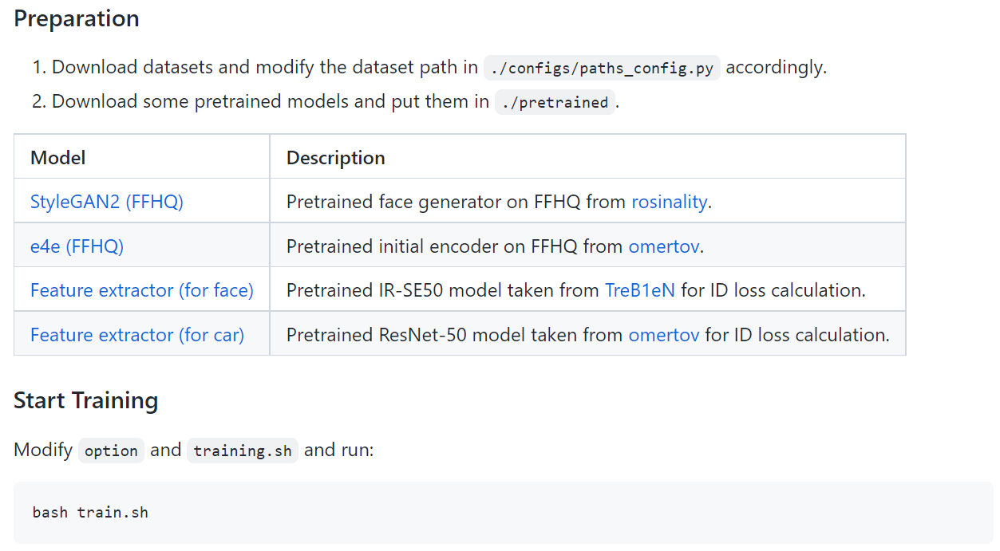 Preparation
1. Download datasets and modify the dataset path in ./configs/paths_config.py accordingly.
2. Download some pretrained models and put them in ./pretrained.
Model Description
StyleGAN2 (FFHQ) Pretrained face generator on FFHQ from rosinality.
e4e (FFHQ) Pretrained initial encoder on FFHQ from omertov.
Feature extractor (for face) Pretrained IR-SE50 model taken from TreB1eN for ID loss calculation.
Feature extractor (for car) Pretrained ResNet-50 model taken from omertov for ID loss calculation.
Start Training
Modify option and training.sh and run:
bash train.sh